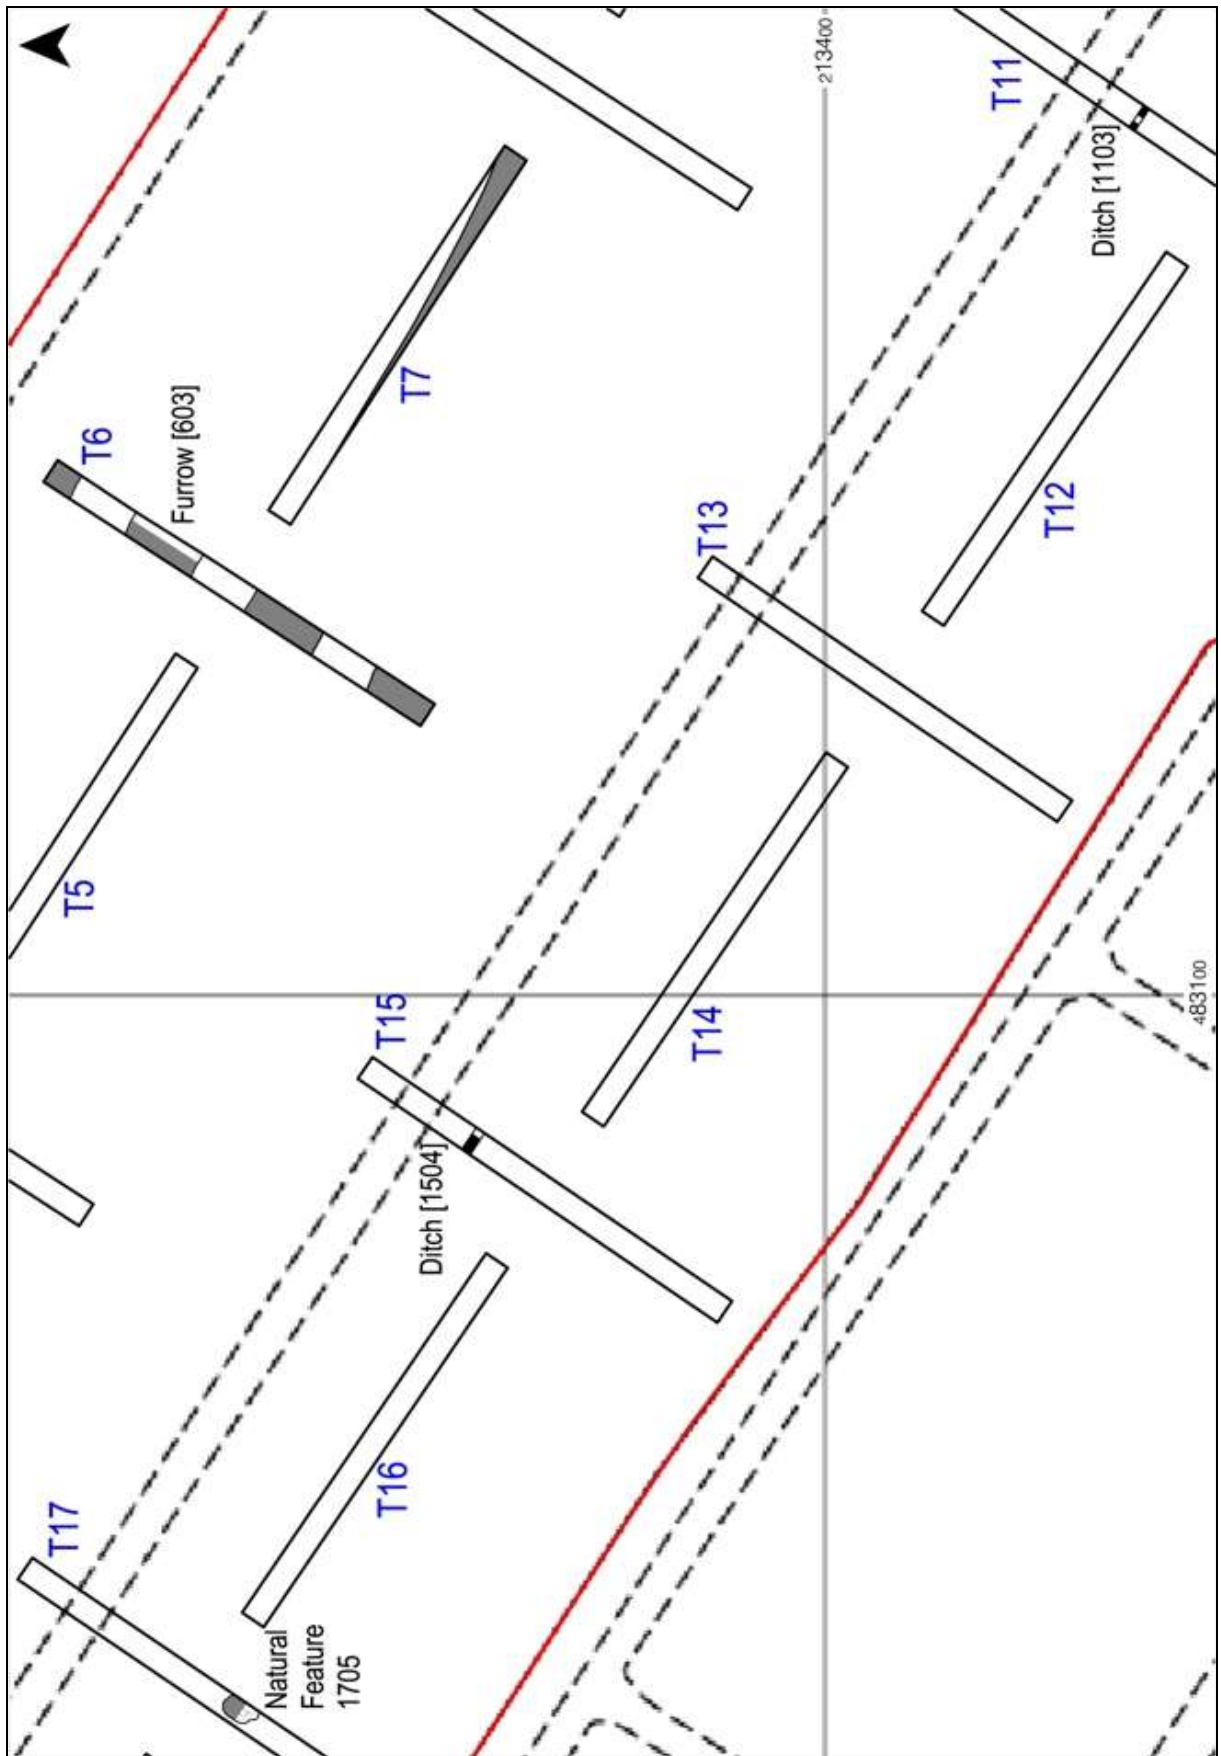 T17
Natural
Feature
1705
T16
T15
Ditch [1504]
T14
483100
T5
T6
Furrow [603]
T7
T13
T12
213400
T11
Ditch [1103]